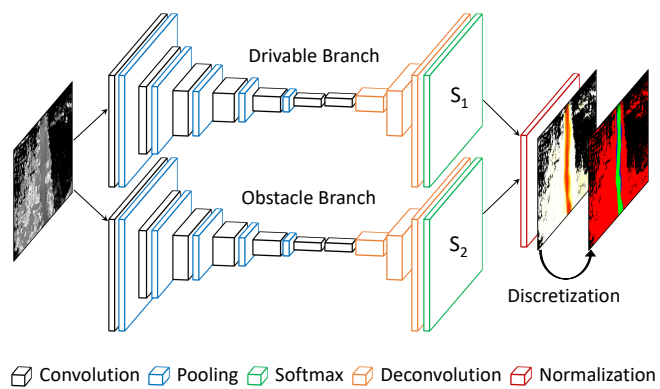 Drivable Branch
S1
Obstacle Branch
S2
Discretization
Convolution Pooling Softmax Deconvolution Normalization